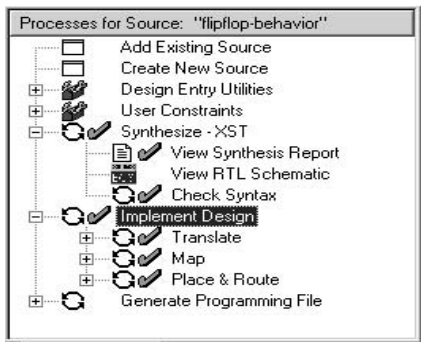 Processes for Source: "flipflop-behavior"
Add Existing Source
Create New Source
Design Entry Utilities
User Constraints
Synthesize - XST
View Synthesis Report
View RTL Schematic
Check Syntax
Implement Design
Translate
Map
Place & Route
Generate Programming File